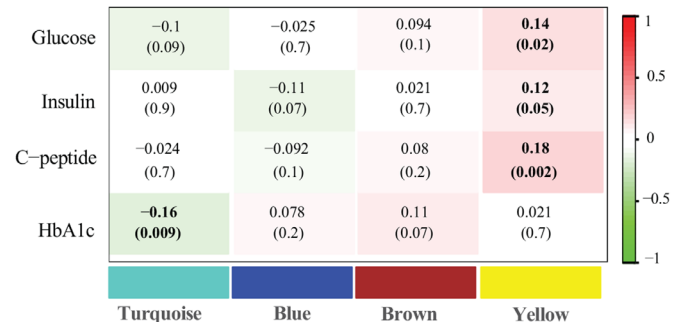 Glucose −0.1 −0.025 0.094 0.14
(0.09) (0.7) (0.1) (0.02)
Insulin 0.009 −0.11 0.021 0.12
(0.9) (0.07) (0.7) (0.05)
C−peptide −0.024 −0.092 0.08 0.18
(0.7) (0.1) (0.2) (0.002)
HbA1c −0.16 0.078 0.11 0.021
(0.009) (0.2) (0.07) (0.7)
Turquoise Blue Brown Yellow
1
0.5
0
−0.5
−1